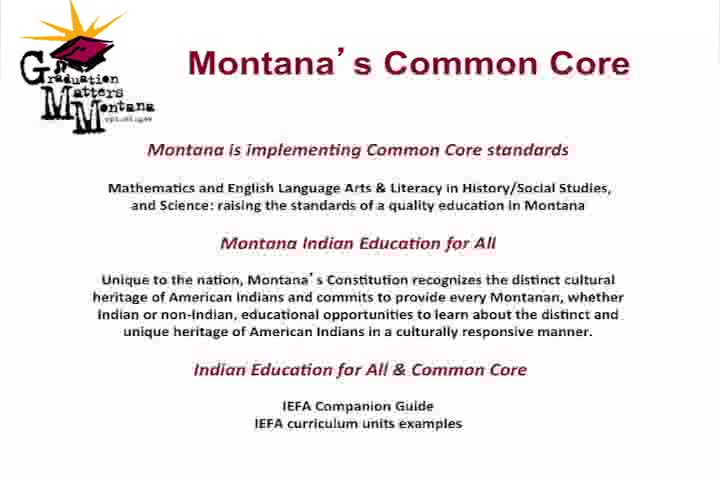 Graduation
Matters
Montana
Montana's Common Core
Montana is implementing Common Core standards
Mathematics and English Language Arts & Literacy in History/Social Studies,
and Science: raising the standards of a quality education in Montana
Montana Indian Education for All
Unique to the nation, Montana's Constitution recognizes the distinct cultural
heritage of American Indians and commits to provide every Montanan, whether
Indian or non-Indian, educational opportunities to learn about the distinct and
unique heritage of American Indians in a culturally responsive manner.
Indian Education for All & Common Core
IEFA Companion Guide
IEFA curriculum units examples